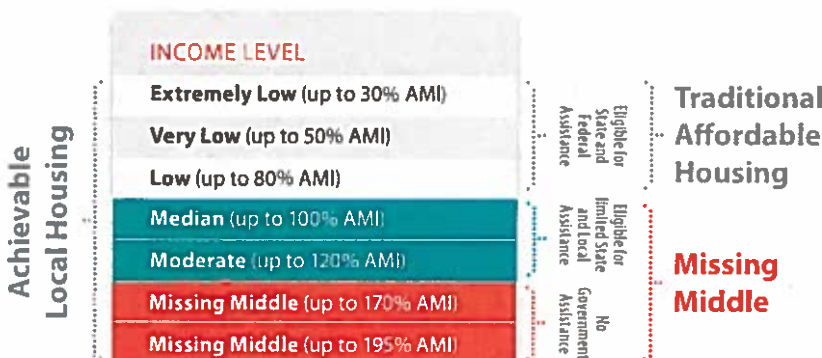 Achievable
Local Housing
INCOME LEVEL
Extremely Low (up to 30% AMI)
Very Low (up to 50% AMI)
Low (up to 80% AMI)
Median (up to 100% AMI)
Moderate (up to 120% AMI)
Missing Middle (up to 170% AMI)
Missing Middle (up to 195% AMI)
Eligible for
State and
Federal
Assistance
Eligible for
limited State
and Local
Assistance
No
Government
Assistance
Traditional
Affordable
Housing
Missing
Middle